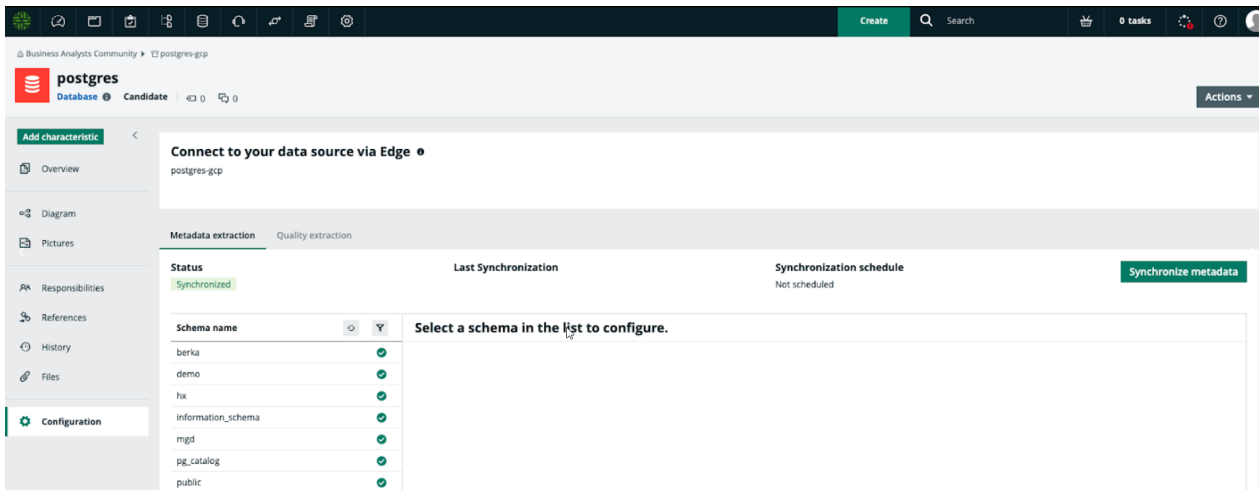 Create
Search
0 tasks
Business Analysts Community
postgres-gcp
postgres
Database
Candidate
0
0
Actions
Add characteristic
Overview
Diagram
Pictures
Responsibilities
References
History
Files
Configuration
Connect to your data source via Edge
postgres-gcp
Metadata extraction
Quality extraction
Status
Synchronized
Last Synchronization
Synchronization schedule
Not scheduled
Synchronize metadata
Schema name
berka
demo
hx
information_schema
mgd
pg_catalog
public
Select a schema in the list to configure.